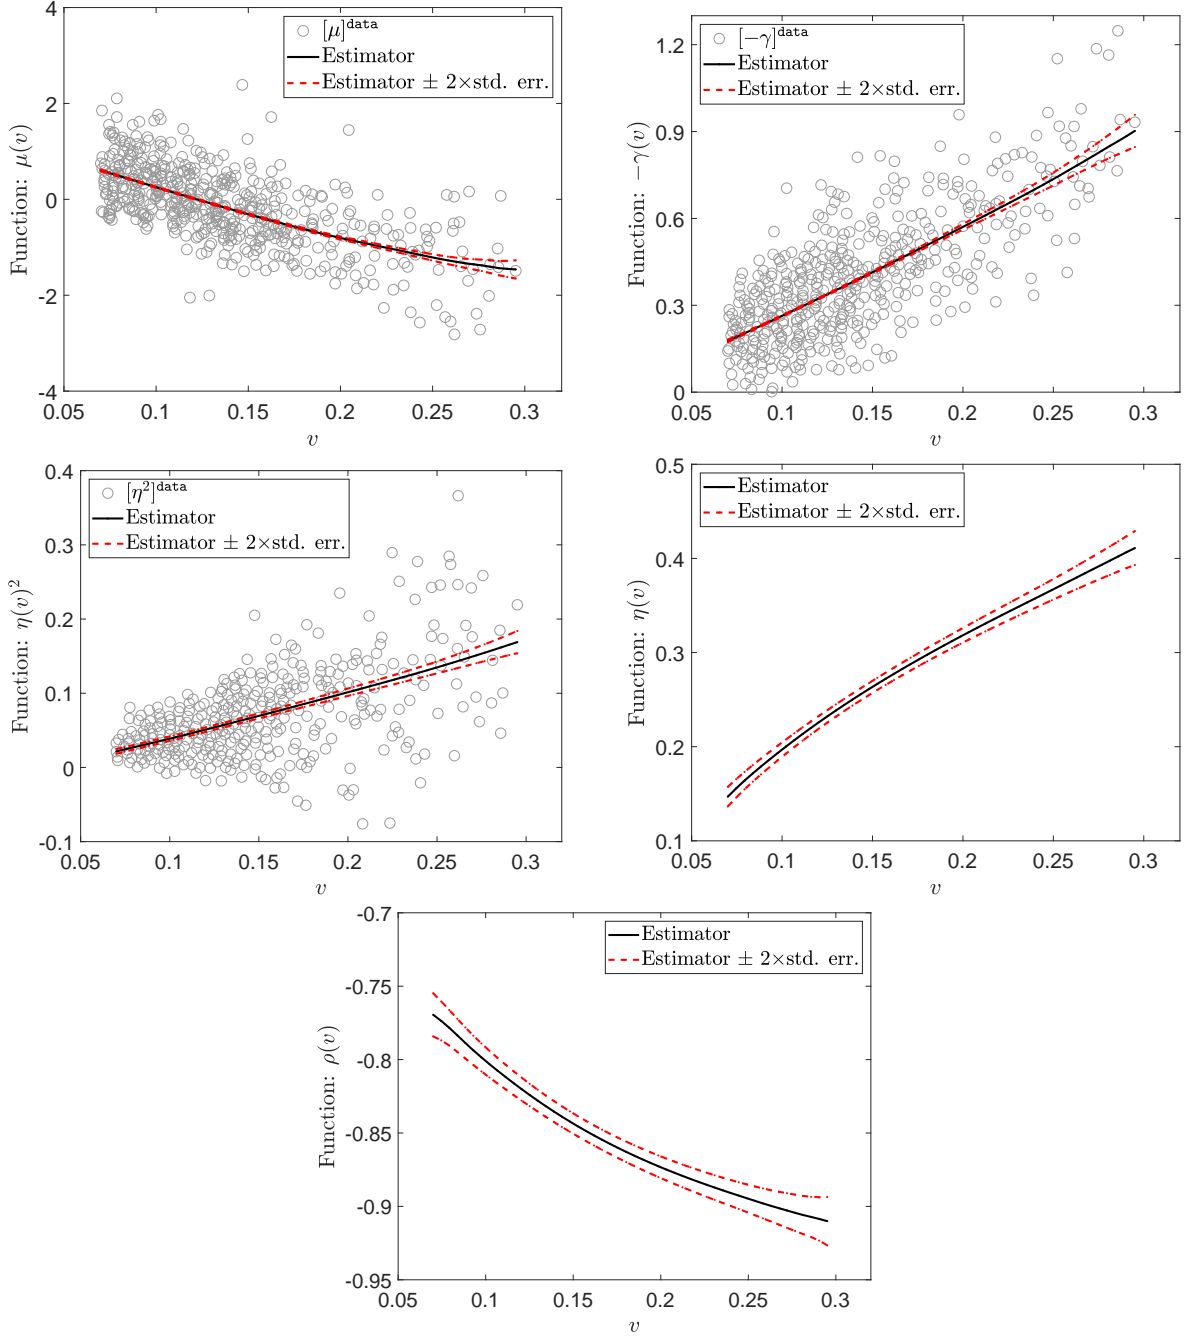 4
2
0
-2
-4
0.05 0.1 0.15 0.2 0.25 0.3
v
Function: μ(v)
[μ]^data
Estimator
Estimator ± 2×std. err.
1.2
0.9
0.6
0.3
0
0.05 0.1 0.15 0.2 0.25 0.3
v
Function: −γ(v)
[−γ]^data
Estimator
Estimator ± 2×std. err.
0.4
0.3
0.2
0.1
0
-0.1
0.05 0.1 0.15 0.2 0.25 0.3
v
Function: η(v)²
[η²]^data
Estimator
Estimator ± 2×std. err.
0.5
0.4
0.3
0.2
0.1
0.05 0.1 0.15 0.2 0.25 0.3
v
Function: η(v)
Estimator
Estimator ± 2×std. err.
-0.7
-0.75
-0.8
-0.85
-0.9
-0.95
0.05 0.1 0.15 0.2 0.25 0.3
v
Function: ρ(v)
Estimator
Estimator ± 2×std. err.